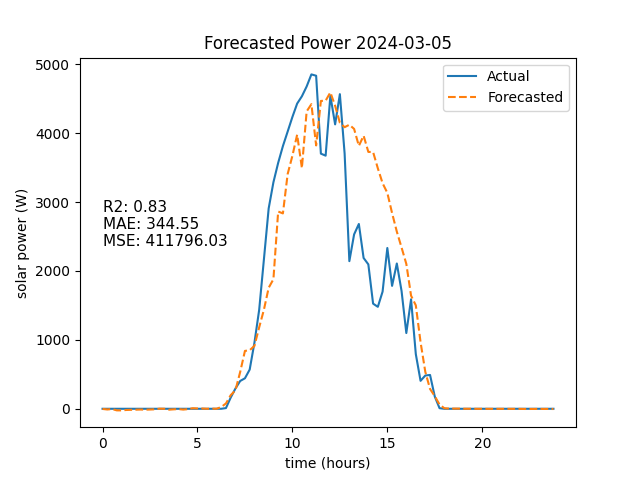 Forecasted Power 2024-03-05
5000
4000
3000
2000
1000
0
solar power (W)
R2: 0.83
MAE: 344.55
MSE: 411796.03
Actual
Forecasted
0 5 10 15 20
time (hours)